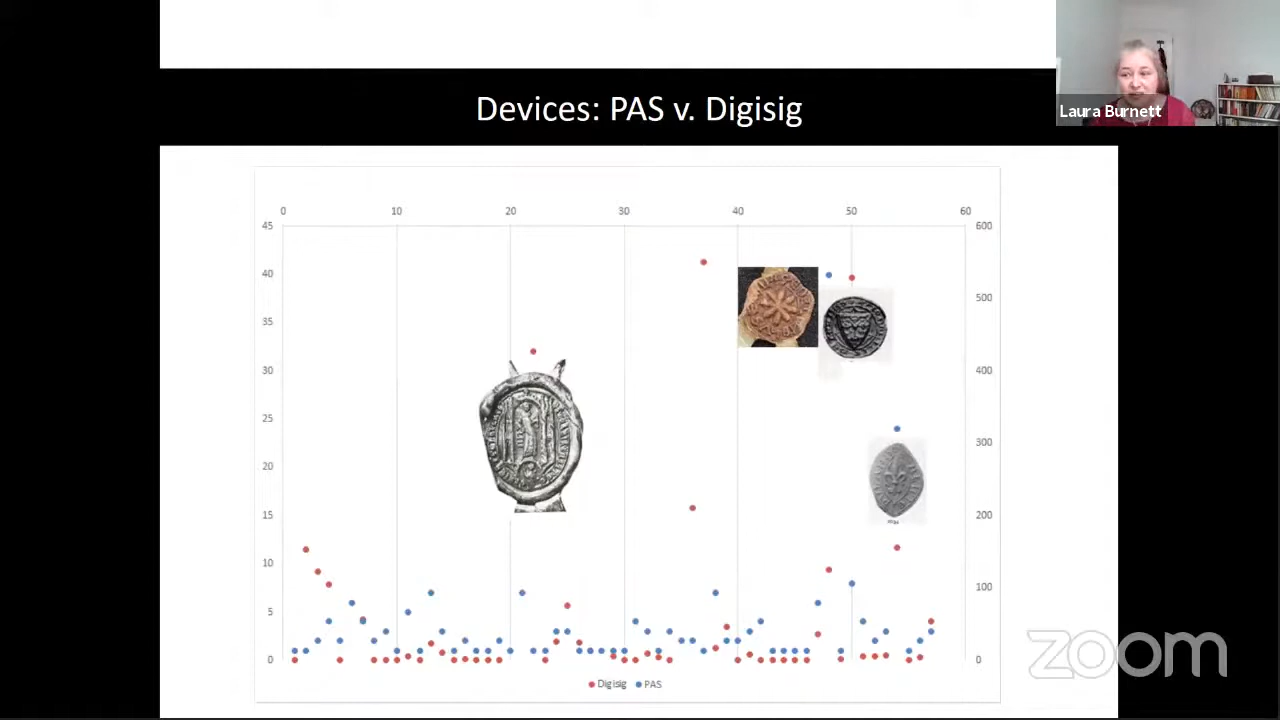 Laura Burnett
Devices: PAS v. Digisig
0 10 20 30 40 50 60
45 600
40
35 500
30 400
25
20 300
15 200
10
5 100
0 0
Digisig PAS
zoom